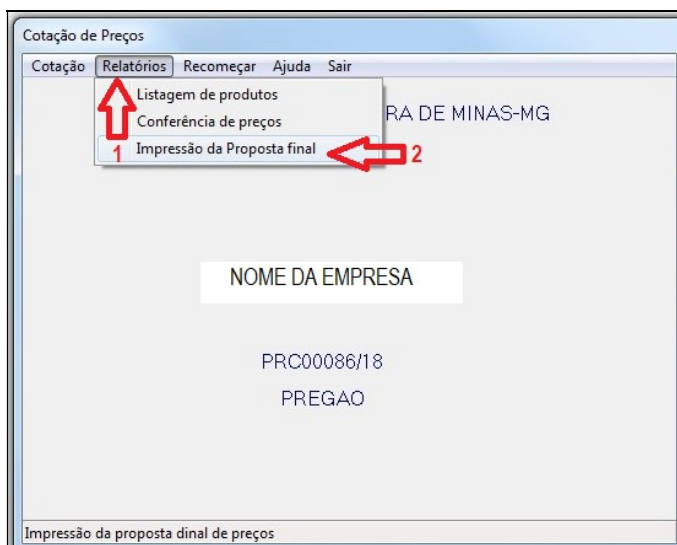 Cotação de Preços
Cotação Relatórios Recomeçar Ajuda Sair
Listagem de produtos
RA DE MINAS-MG
Conferência de preços
1 Impressão da Proposta final 2
NOME DA EMPRESA
PRC00086/18
PREGAO
Impressão da proposta dinal de preços